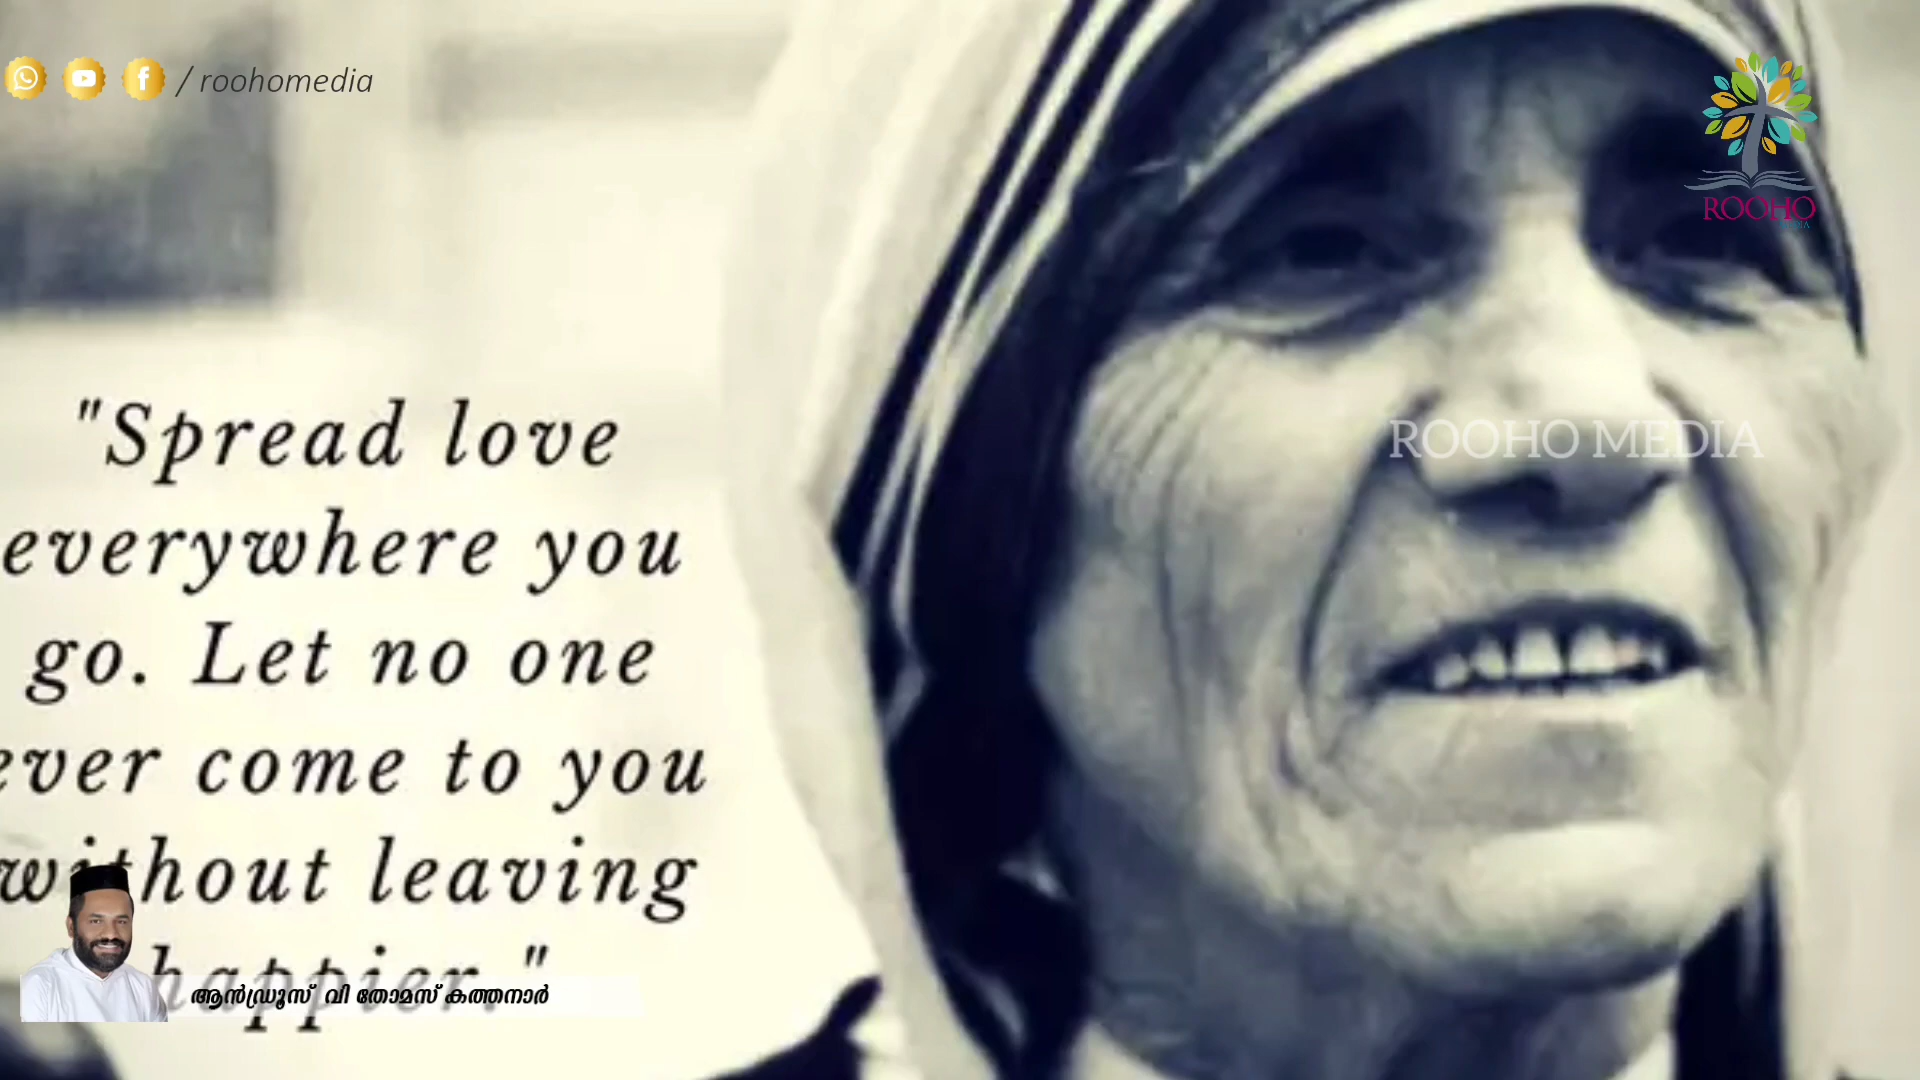 / roohomedia
ROOHO
MEDIA
ROOHO MEDIA
"Spread love
everywhere you
go. Let no one
ever come to you
without leaving
happier."
ആൻഡ്രൂസ് വി തോമസ് കത്തനാർ